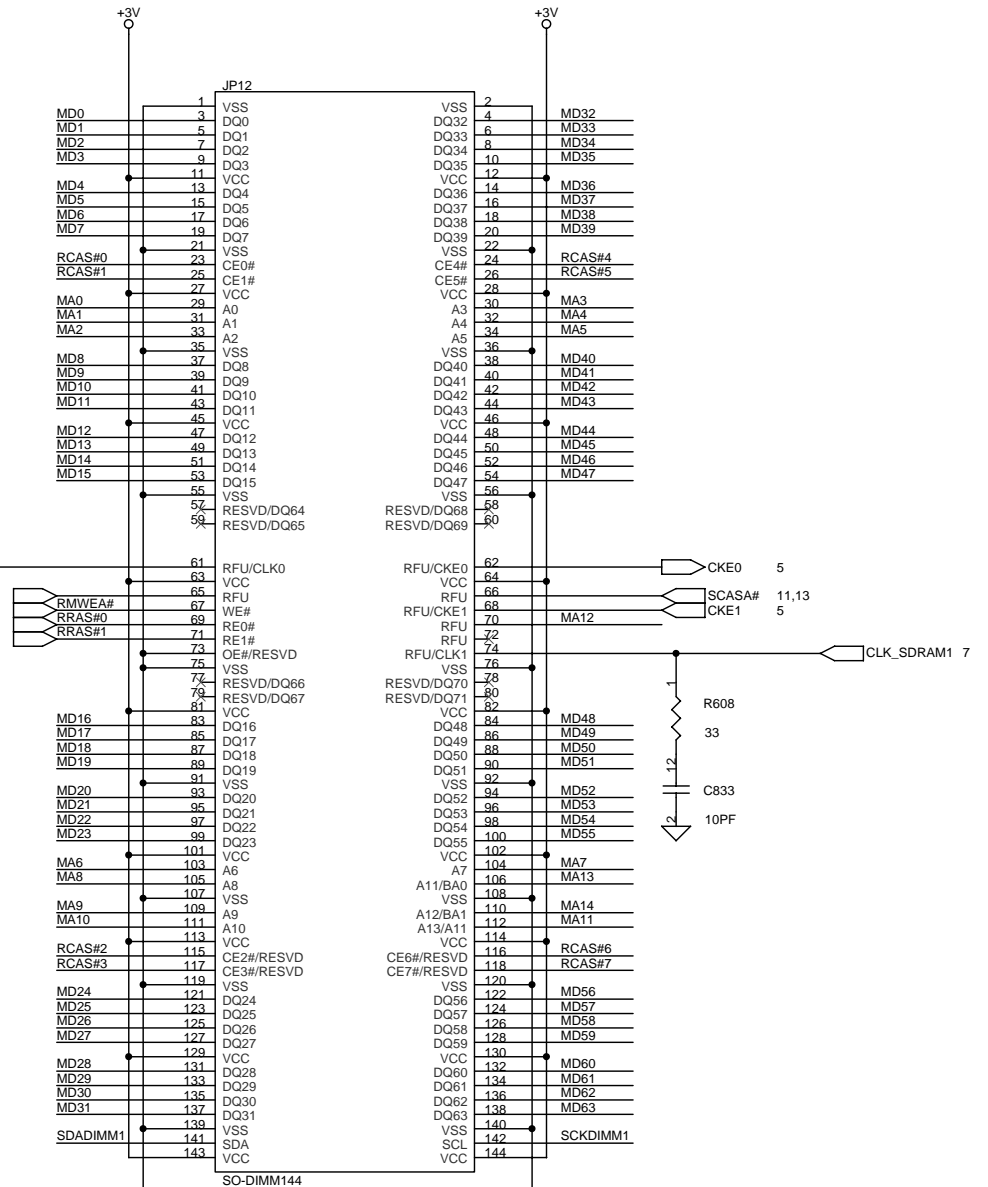 +3V +3V
JP12
1 VSS VSS 2
MD0 3 DQ0 DQ32 4 MD32
MD1 5 DQ1 DQ33 6 MD33
MD2 7 DQ2 DQ34 8 MD34
MD3 9 DQ3 DQ35 10 MD35
11 VCC VCC 12
MD4 13 DQ4 DQ36 14 MD36
MD5 15 DQ5 DQ37 16 MD37
MD6 17 DQ6 DQ38 18 MD38
MD7 19 DQ7 DQ39 20 MD39
21 VSS VSS 22
RCAS#0 23 CE0# CE4# 24 RCAS#4
RCAS#1 25 CE1# CE5# 26 RCAS#5
27 VCC VCC 28
MA0 29 A0 A3 30 MA3
MA1 31 A1 A4 32 MA4
MA2 33 A2 A5 34 MA5
35 VSS VSS 36
MD8 37 DQ8 DQ40 38 MD40
MD9 39 DQ9 DQ41 40 MD41
MD10 41 DQ10 DQ42 42 MD42
MD11 43 DQ11 DQ43 44 MD43
45 VCC VCC 46
MD12 47 DQ12 DQ44 48 MD44
MD13 49 DQ13 DQ45 50 MD45
MD14 51 DQ14 DQ46 52 MD46
MD15 53 DQ15 DQ47 54 MD47
55 VSS VSS 56
57 RESVD/DQ64 RESVD/DQ68 58
59 RESVD/DQ65 RESVD/DQ69 60
61 RFU/CLK0 RFU/CKE0 62 CKE0 5
63 VCC VCC 64
65 RFU RFU 66 SCASA# 11,13
RMWEA# 67 WE# RFU/CKE1 68 CKE1 5
RRAS#0 69 RE0# RFU 70 MA12
RRAS#1 71 RE1# RFU 72
73 OE#/RESVD RFU/CLK1 74 CLK_SDRAM1 7
75 VSS VSS 76
77 RESVD/DQ66 RESVD/DQ70 78
79 RESVD/DQ67 RESVD/DQ71 80
81 VCC VCC 82
MD16 83 DQ16 DQ48 84 MD48
MD17 85 DQ17 DQ49 86 MD49
MD18 87 DQ18 DQ50 88 MD50
MD19 89 DQ19 DQ51 90 MD51
91 VSS VSS 92
MD20 93 DQ20 DQ52 94 MD52
MD21 95 DQ21 DQ53 96 MD53
MD22 97 DQ22 DQ54 98 MD54
MD23 99 DQ23 DQ55 100 MD55
101 VCC VCC 102
MA6 103 A6 A7 104 MA7
MA8 105 A8 A11/BA0 106 MA13
107 VSS VSS 108
MA9 109 A9 A12/BA1 110 MA14
MA10 111 A10 A13/A11 112 MA11
113 VCC VCC 114
RCAS#2 115 CE2#/RESVD CE6#/RESVD 116 RCAS#6
RCAS#3 117 CE3#/RESVD CE7#/RESVD 118 RCAS#7
119 VSS VSS 120
MD24 121 DQ24 DQ56 122 MD56
MD25 123 DQ25 DQ57 124 MD57
MD26 125 DQ26 DQ58 126 MD58
MD27 127 DQ27 DQ59 128 MD59
129 VCC VCC 130
MD28 131 DQ28 DQ60 132 MD60
MD29 133 DQ29 DQ61 134 MD61
MD30 135 DQ30 DQ62 136 MD62
MD31 137 DQ31 DQ63 138 MD63
139 VSS VSS 140
SDADIMM1 141 SDA SCL 142 SCKDIMM1
143 VCC VCC 144
SO-DIMM144
1
R608
33
12
C833
2
10PF